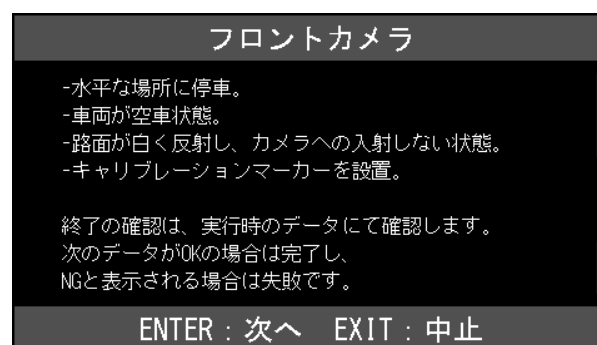 フロントカメラ
-水平な場所に停車。
-車両が空車状態。
-路面が白く反射し、カメラへの入射しない状態。
-キャリブレーションマーカーを設置。
終了の確認は、実行時のデータにて確認します。
次のデータがOKの場合は完了し、
NGと表示される場合は失敗です。
ENTER：次へ　EXIT：中止